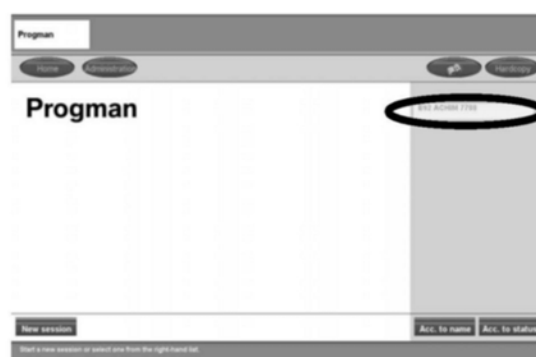 Progman
Home Administration Hardcopy
Progman
New session Acc. to name Acc. to status
Start a new session or select one from the right-hand list.